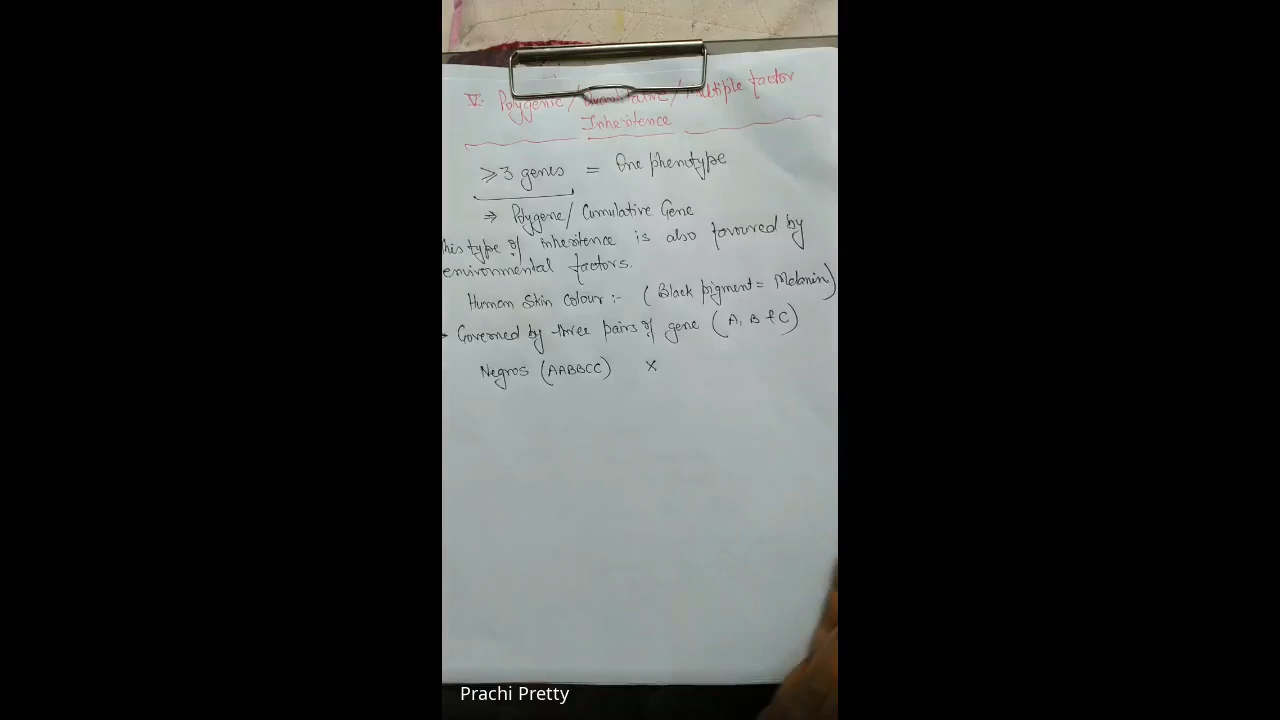 V. Polygenic / Quantitative / Multiple factor
Inheritence
≥3 genes = One phenotype
⇒ Polygene / Cumulative Gene
This type of inheritence is also favoured by
environmental factors.
Human Skin Colour :- ( Black pigment = Melanin )
→ Governed by three pairs of gene ( A, B & C )
Negros (AABBCC) ×
Prachi Pretty